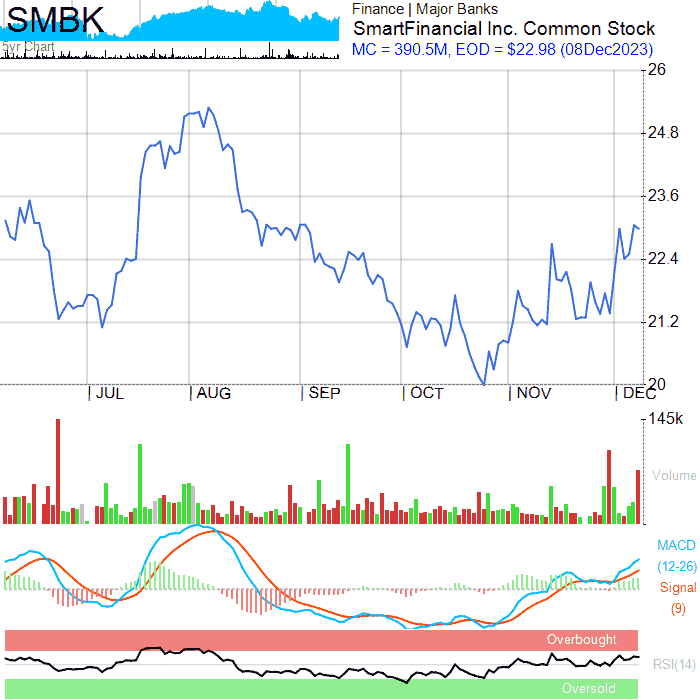 SMBK
5yr Chart
Finance | Major Banks
SmartFinancial Inc. Common Stock
MC = 390.5M, EOD = $22.98 (08Dec2023)
26
24.8
23.6
22.4
21.2
20
JUL
AUG
SEP
OCT
NOV
DEC
145k
Volume
MACD
(12-26)
Signal
(9)
Overbought
RSI(14)
Oversold